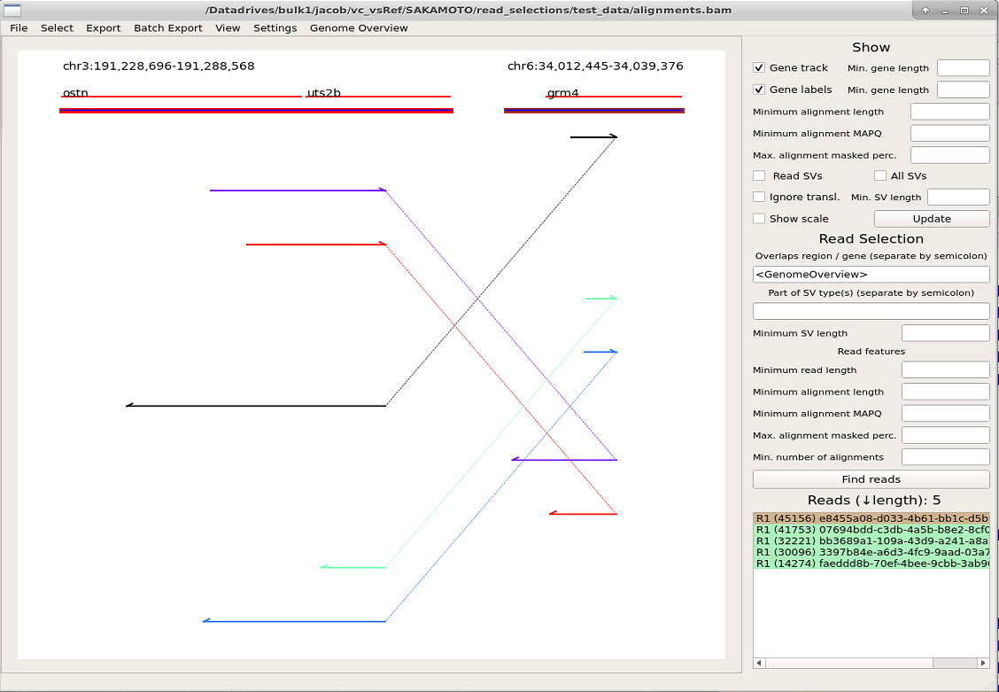 /Datadrives/bulk1/jacob/vc_vsRef/SAKAMOTO/read_selections/test_data/alignments.bam
File Select Export Batch Export View Settings Genome Overview
chr3:191,228,696-191,288,568 chr6:34,012,445-34,039,376
ostn uts2b grm4
Show
Gene track Min. gene length
Gene labels Min. gene length
Minimum alignment length
Minimum alignment MAPQ
Max. alignment masked perc.
Read SVs All SVs
Ignore transl. Min. SV length
Show scale Update
Read Selection
Overlaps region / gene (separate by semicolon)
<GenomeOverview>
Part of SV type(s) (separate by semicolon)
Minimum SV length
Read features
Minimum read length
Minimum alignment length
Minimum alignment MAPQ
Max. alignment masked perc.
Min. number of alignments
Find reads
Reads (↓length): 5
R1 (45156) e8455a08-d033-4b61-bb1c-d5b
R1 (41753) 07694bdd-c3db-4a5b-b8e2-8cf0
R1 (32221) bb3689a1-109a-43d9-a241-a8a
R1 (30096) 3397b84e-a6d3-4fc9-9aad-03a7
R1 (14274) faeddd8b-70ef-4bee-9cbb-3ab9